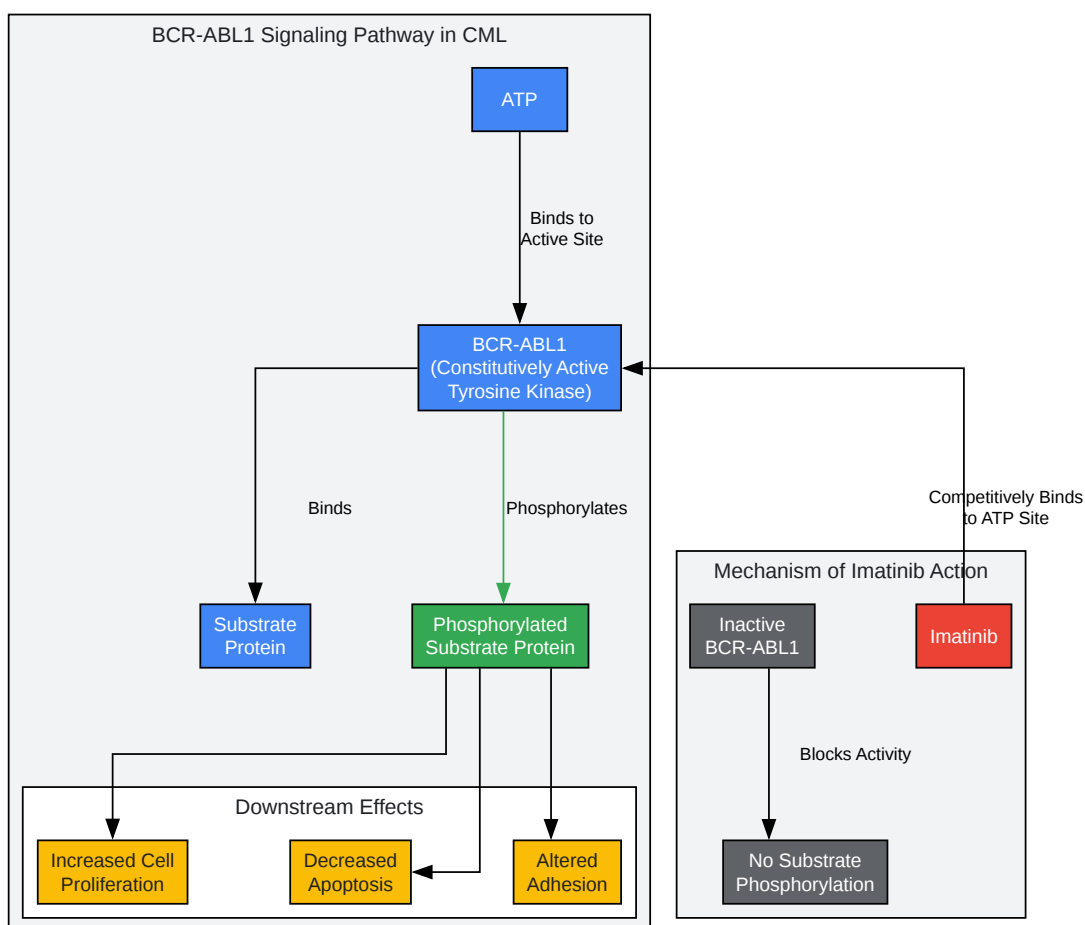 BCR-ABL1 Signaling Pathway in CML
ATP
Binds to
Active Site
BCR-ABL1
(Constitutively Active
Tyrosine Kinase)
Binds
Phosphorylates
Competitively Binds
to ATP Site
Mechanism of Imatinib Action
Substrate
Protein
Phosphorylated
Substrate Protein
Inactive
BCR-ABL1
Imatinib
Blocks Activity
Downstream Effects
Increased Cell
Proliferation
Decreased
Apoptosis
Altered
Adhesion
No Substrate
Phosphorylation